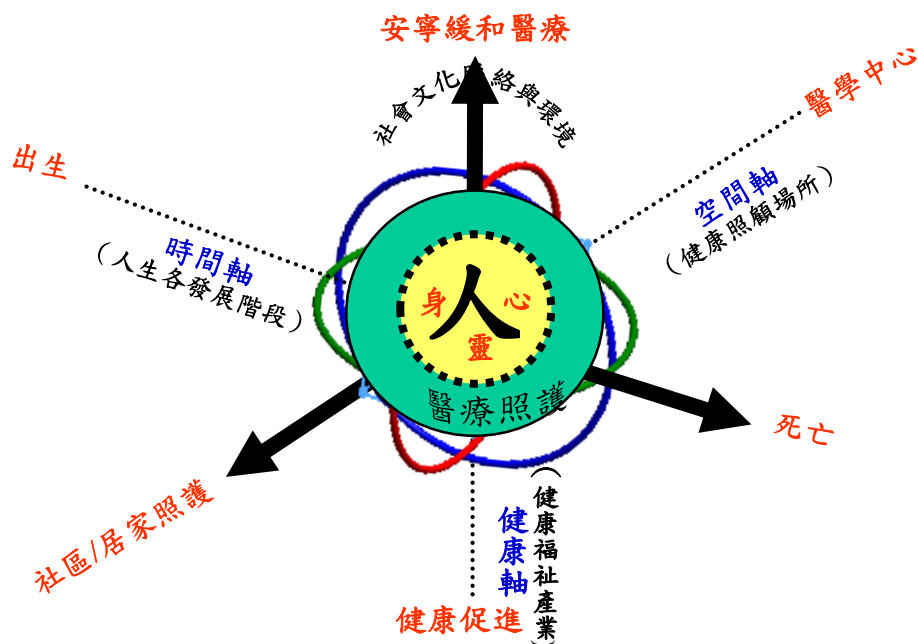 安寧緩和醫療
社會文化脈絡與環境
醫學中心
出生
空間軸
(健康照顧場所)
時間軸
(人生各發展階段)
人
身
心
靈
醫療照護
死亡
社區/居家照護
健康軸
(健康福祉產業)
健康促進